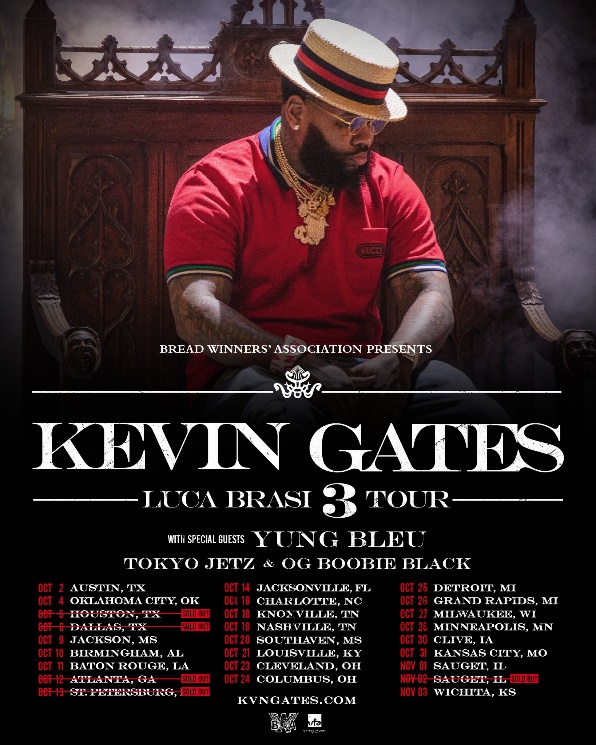 BREAD WINNERS' ASSOCIATION PRESENTS
KEVIN GATES
LUCA BRASI 3 TOUR
WITH SPECIAL GUESTS YUNG BLEU
TOKYO JETZ & OG BOOBIE BLACK
OCT 2 AUSTIN, TX
OCT 4 OKLAHOMA CITY, OK
OCT 5 HOUSTON, TX SOLD OUT
DALLAS, TX SOLD OUT
OCT 9 JACKSON, MS
OCT 10 BIRMINGHAM, AL
OCT 11 BATON ROUGE, LA
OCT 12 ATLANTA, GA SOLD OUT
OCT 13 ST. PETERSBURG, SOLD OUT
OCT 14 JACKSONVILLE, FL
OCT 16 CHARLOTTE, NC
OCT 18 KNOXVILLE, TN
OCT 19 NASHVILLE, TN
OCT 20 SOUTHAVEN, MS
OCT 21 LOUISVILLE, KY
OCT 23 CLEVELAND, OH
OCT 24 COLUMBUS, OH
OCT 25 DETROIT, MI
OCT 26 GRAND RAPIDS, MI
OCT 27 MILWAUKEE, WI
OCT 28 MINNEAPOLIS, MN
OCT 30 CLIVE, IA
OCT 31 KANSAS CITY, MO
NOV 01 SAUGET, IL
NOV 02 SAUGET, IL SOLD OUT
NOV 03 WICHITA, KS
KVNGATES.COM